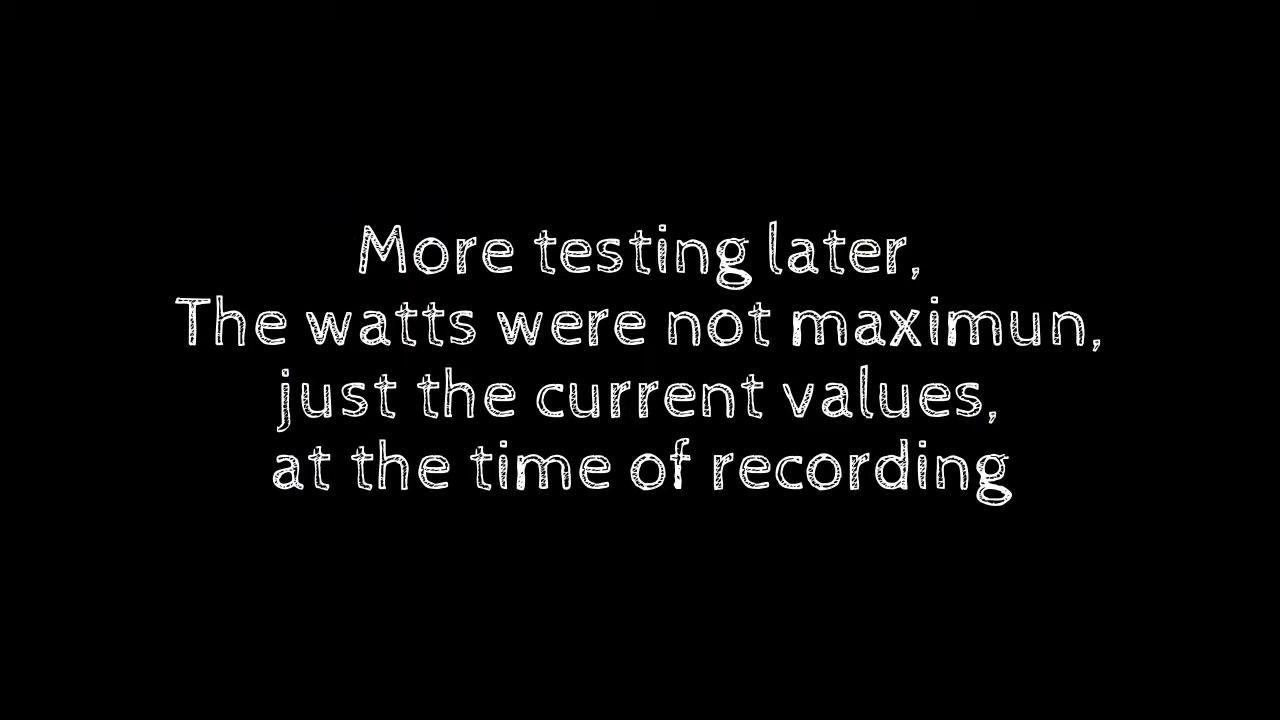 More testing later,
The watts were not maximun,
just the current values,
at the time of recording